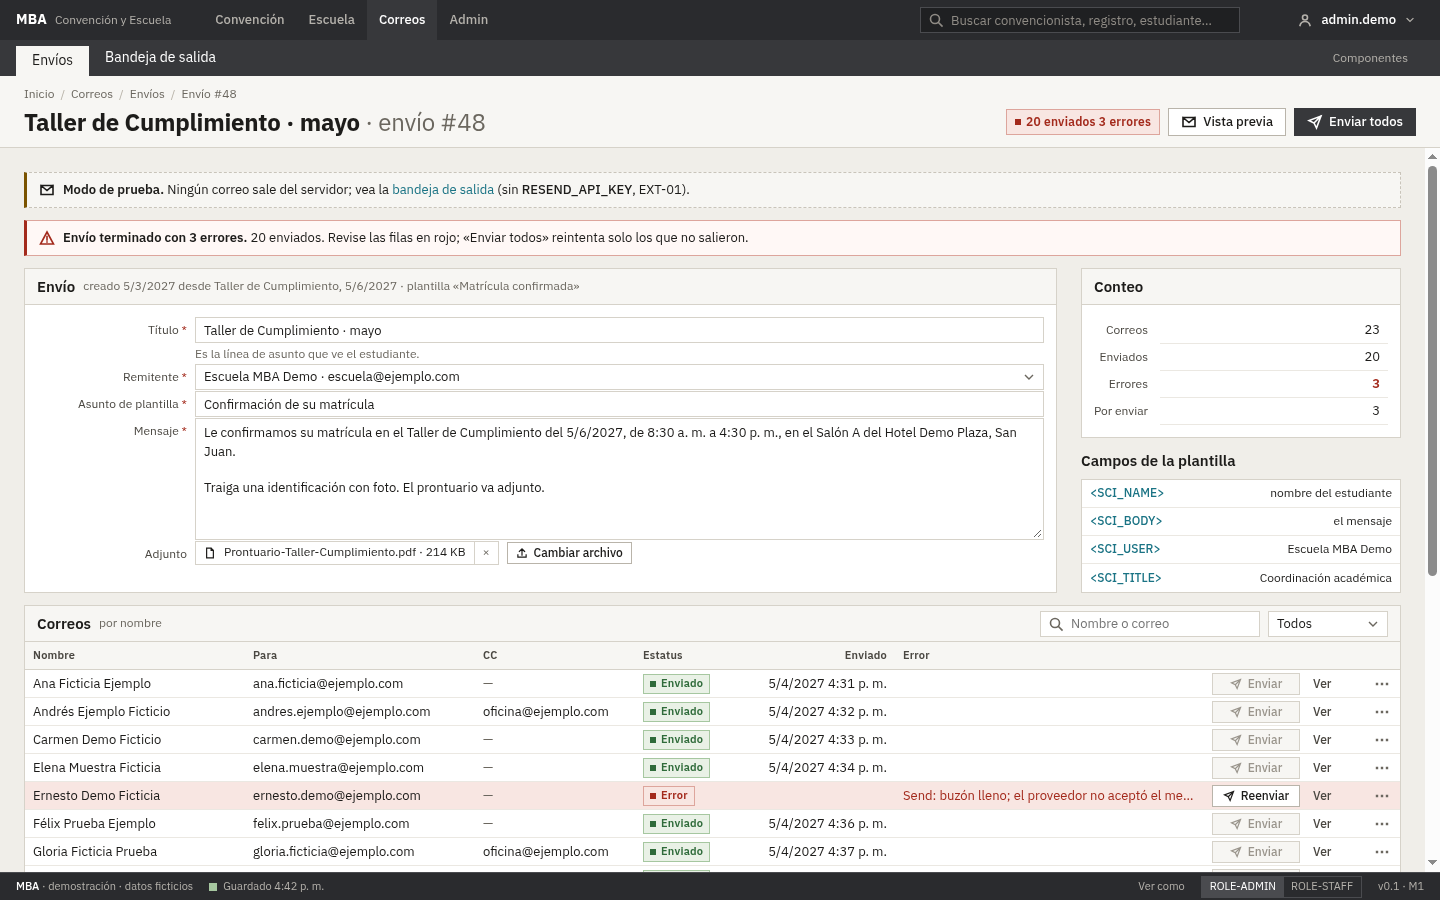 MBA Convención y Escuela Convención Escuela Correos Admin Buscar convencionista, registro, estudiante... admin.demo
Envíos Bandeja de salida Componentes
Inicio / Correos / Envíos / Envío #48
Taller de Cumplimiento · mayo · envío #48 20 enviados 3 errores Vista previa Enviar todos
Modo de prueba. Ningún correo sale del servidor; vea la bandeja de salida (sin RESEND_API_KEY, EXT-01).
Envío terminado con 3 errores. 20 enviados. Revise las filas en rojo; «Enviar todos» reintenta solo los que no salieron.
Envío creado 5/3/2027 desde Taller de Cumplimiento, 5/6/2027 · plantilla «Matrícula confirmada»
Título * Taller de Cumplimiento · mayo
Es la línea de asunto que ve el estudiante.
Remitente * Escuela MBA Demo · escuela@ejemplo.com
Asunto de plantilla * Confirmación de su matrícula
Mensaje * Le confirmamos su matrícula en el Taller de Cumplimiento del 5/6/2027, de 8:30 a. m. a 4:30 p. m., en el Salón A del Hotel Demo Plaza, San
Juan.
Traiga una identificación con foto. El prontuario va adjunto.
Adjunto Prontuario-Taller-Cumplimiento.pdf · 214 KB × Cambiar archivo
Conteo
Correos 23
Enviados 20
Errores 3
Por enviar 3
Campos de la plantilla
<SCI_NAME> nombre del estudiante
<SCI_BODY> el mensaje
<SCI_USER> Escuela MBA Demo
<SCI_TITLE> Coordinación académica
Correos por nombre Nombre o correo Todos
Nombre Para CC Estatus Enviado Error
Ana Ficticia Ejemplo ana.ficticia@ejemplo.com — Enviado 5/4/2027 4:31 p. m. Enviar Ver ···
Andrés Ejemplo Ficticio andres.ejemplo@ejemplo.com oficina@ejemplo.com Enviado 5/4/2027 4:32 p. m. Enviar Ver ···
Carmen Demo Ficticio carmen.demo@ejemplo.com — Enviado 5/4/2027 4:33 p. m. Enviar Ver ···
Elena Muestra Ficticia elena.muestra@ejemplo.com — Enviado 5/4/2027 4:34 p. m. Enviar Ver ···
Ernesto Demo Ficticia ernesto.demo@ejemplo.com — Error Send: buzón lleno; el proveedor no aceptó el me... Reenviar Ver ···
Félix Prueba Ejemplo felix.prueba@ejemplo.com — Enviado 5/4/2027 4:36 p. m. Enviar Ver ···
Gloria Ficticia Prueba gloria.ficticia@ejemplo.com oficina@ejemplo.com Enviado 5/4/2027 4:37 p. m. Enviar Ver ···
MBA · demostración · datos ficticios Guardado 4:42 p. m. Ver como ROLE-ADMIN ROLE-STAFF v0.1 · M1